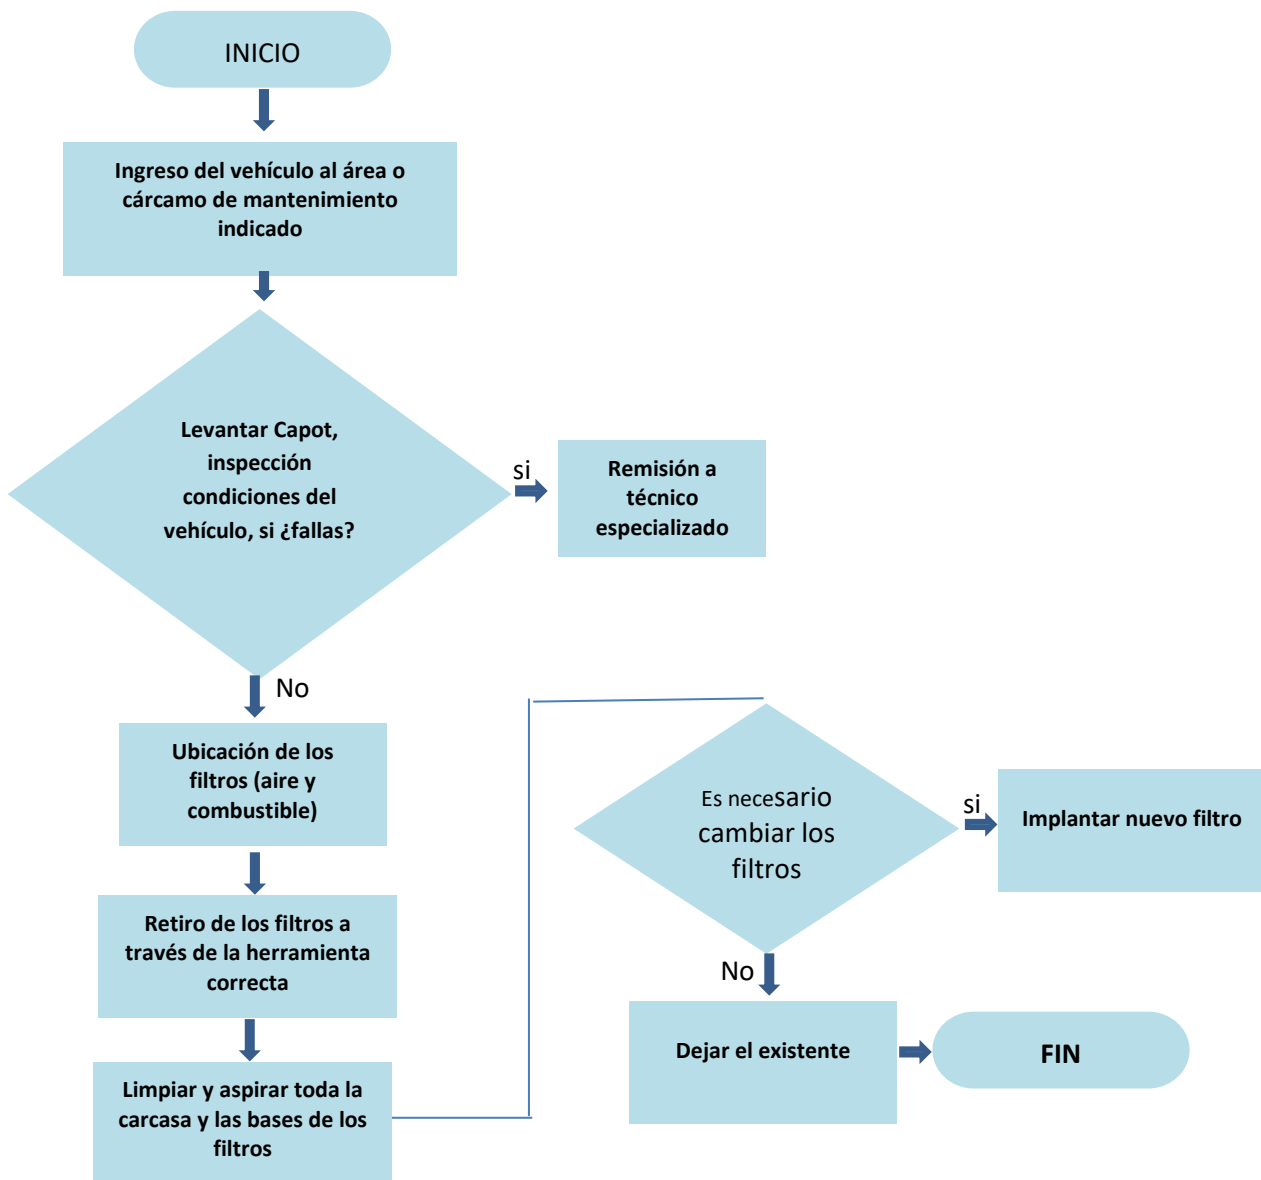 INICIO
Ingreso del vehículo al área o
cárcamo de mantenimiento
indicado
Levantar Capot,
inspección
condiciones del
vehículo, si ¿fallas?
si
Remisión a
técnico
especializado
No
Ubicación de los
filtros (aire y
combustible)
Retiro de los filtros a
través de la herramienta
correcta
Limpiar y aspirar toda la
carcasa y las bases de los
filtros
Es necesario
cambiar los
filtros
si
Implantar nuevo filtro
No
Dejar el existente
FIN